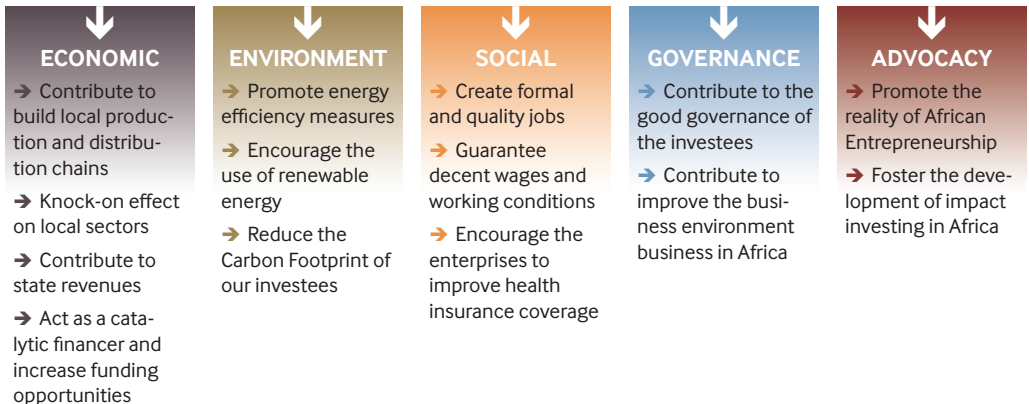 ECONOMIC
→ Contribute to
build local produc-
tion and distribu-
tion chains
→ Knock-on effect
on local sectors
→ Contribute to
state revenues
→ Act as a cata-
lytic financer and
increase funding
opportunities
ENVIRONMENT
→ Promote energy
efficiency measures
→ Encourage the
use of renewable
energy
→ Reduce the
Carbon Footprint of
our investees
SOCIAL
→ Create formal
and quality jobs
→ Guarantee
decent wages and
working conditions
→ Encourage the
enterprises to
improve health
insurance coverage
GOVERNANCE
→ Contribute to the
good governance of
the investees
→ Contribute to
improve the busi-
ness environment
business in Africa
ADVOCACY
→ Promote the
reality of African
Entrepreneurship
→ Foster the deve-
lopment of impact
investing in Africa